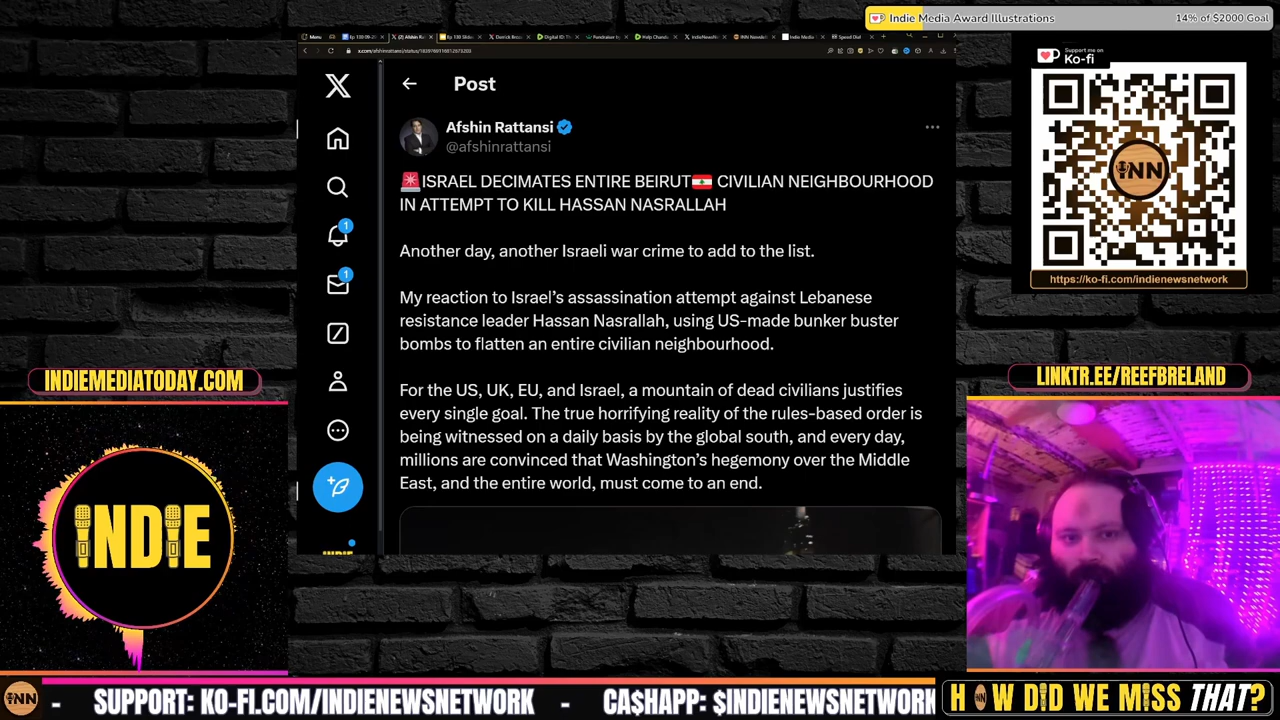 Indie Media Award Illustrations
14% of $2000 Goal
Menu
Post
Afshin Rattansi
@afshinrattansi
ISRAEL DECIMATES ENTIRE BEIRUT🇱🇧 CIVILIAN NEIGHBOURHOOD
IN ATTEMPT TO KILL HASSAN NASRALLAH
Another day, another Israeli war crime to add to the list.
My reaction to Israel’s assassination attempt against Lebanese
resistance leader Hassan Nasrallah, using US-made bunker buster
bombs to flatten an entire civilian neighbourhood.
For the US, UK, EU, and Israel, a mountain of dead civilians justifies
every single goal. The true horrifying reality of the rules-based order is
being witnessed on a daily basis by the global south, and every day,
millions are convinced that Washington’s hegemony over the Middle
East, and the entire world, must come to an end.
1
1
Support me on
Ko-fi
INN
https://ko-fi.com/indienewsnetwork
INDIEMEDIATODAY.COM
LINKTR.EE/REEFBRELAND
INDIE
INN
- SUPPORT: KO-FI.COM/INDIENEWSNETWORK - CA$HAPP: $INDIENEWSNETWORK
HOW DID WE MISS THAT?